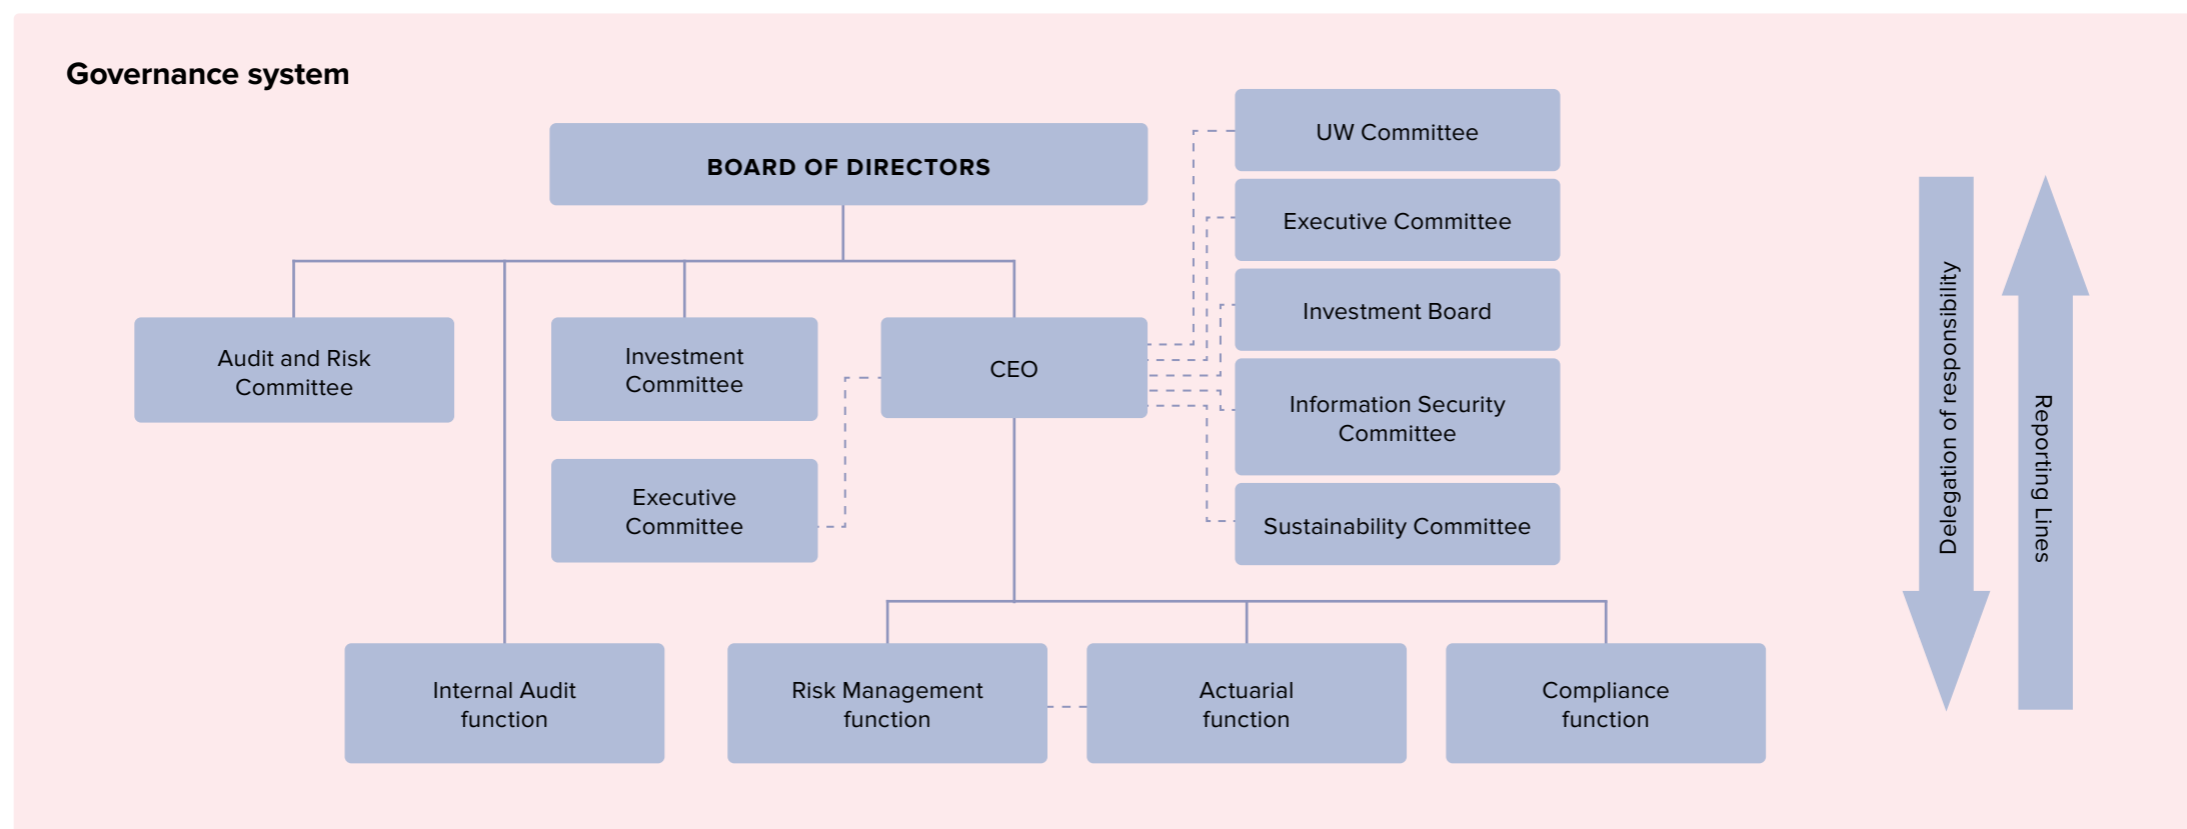 Governance system
BOARD OF DIRECTORS
UW Committee
Executive Committee
Investment Board
Information Security
Committee
Sustainability Committee
Audit and Risk
Committee
Investment
Committee
CEO
Executive
Committee
Internal Audit
function
Risk Management
function
Actuarial
function
Compliance
function
Delegation of responsibility
Reporting Lines